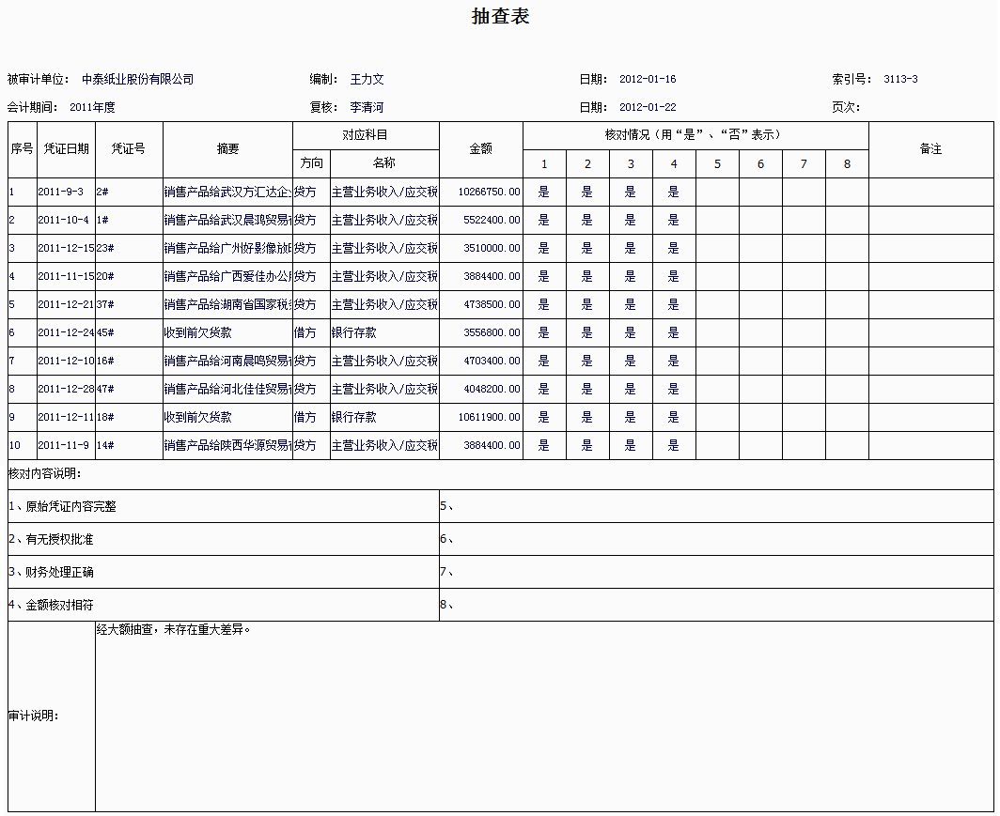 抽查表
被审计单位： 中泰纸业股份有限公司 编制： 王力文 日期： 2012-01-16 索引号： 3113-3
会计期间： 2011年度 复核： 李清河 日期： 2012-01-22 页次：
序号 凭证日期 凭证号 摘要 对应科目 金额 核对情况（用“是”、“否”表示） 备注
方向 名称 1 2 3 4 5 6 7 8
1 2011-9-3 2# 销售产品给武汉方汇达企 贷方 主营业务收入/应交税 10266750.00 是 是 是 是
2 2011-10-4 1# 销售产品给武汉晨鸿贸易 贷方 主营业务收入/应交税 5522400.00 是 是 是 是
3 2011-12-15 23# 销售产品给广州好影像放 贷方 主营业务收入/应交税 3510000.00 是 是 是 是
4 2011-11-15 20# 销售产品给广西爱佳办公 贷方 主营业务收入/应交税 3884400.00 是 是 是 是
5 2011-12-21 37# 销售产品给湖南省国家税 贷方 主营业务收入/应交税 4738500.00 是 是 是 是
6 2011-12-24 45# 收到前欠货款 借方 银行存款 3556800.00 是 是 是 是
7 2011-12-10 16# 销售产品给河南晨鸣贸易 贷方 主营业务收入/应交税 4703400.00 是 是 是 是
8 2011-12-28 47# 销售产品给河北佳佳贸易 贷方 主营业务收入/应交税 4048200.00 是 是 是 是
9 2011-12-11 18# 收到前欠货款 借方 银行存款 10611900.00 是 是 是 是
10 2011-11-9 14# 销售产品给陕西华源贸易 贷方 主营业务收入/应交税 3884400.00 是 是 是 是
核对内容说明：
1、原始凭证内容完整 5、
2、有无授权批准 6、
3、财务处理正确 7、
4、金额核对相符 8、
审计说明： 经大额抽查，未存在重大差异。